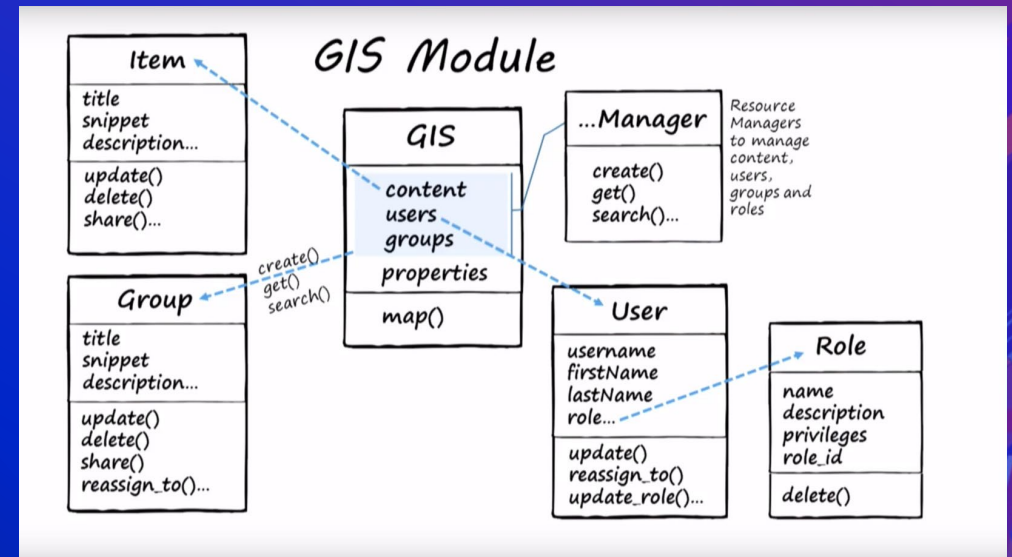 GIS Module
Item
title
snippet
description...
update()
delete()
share()...
GIS
content
users
groups
properties
map()
...Manager
create()
get()
search()...
Resource
Managers
to manage
content,
users,
groups and
roles
create()
get()
search()
Group
title
snippet
description...
update()
delete()
share()
reassign_to()...
User
username
firstName
lastName
role...
update()
reassign_to()
update_role()...
Role
name
description
privileges
role_id
delete()